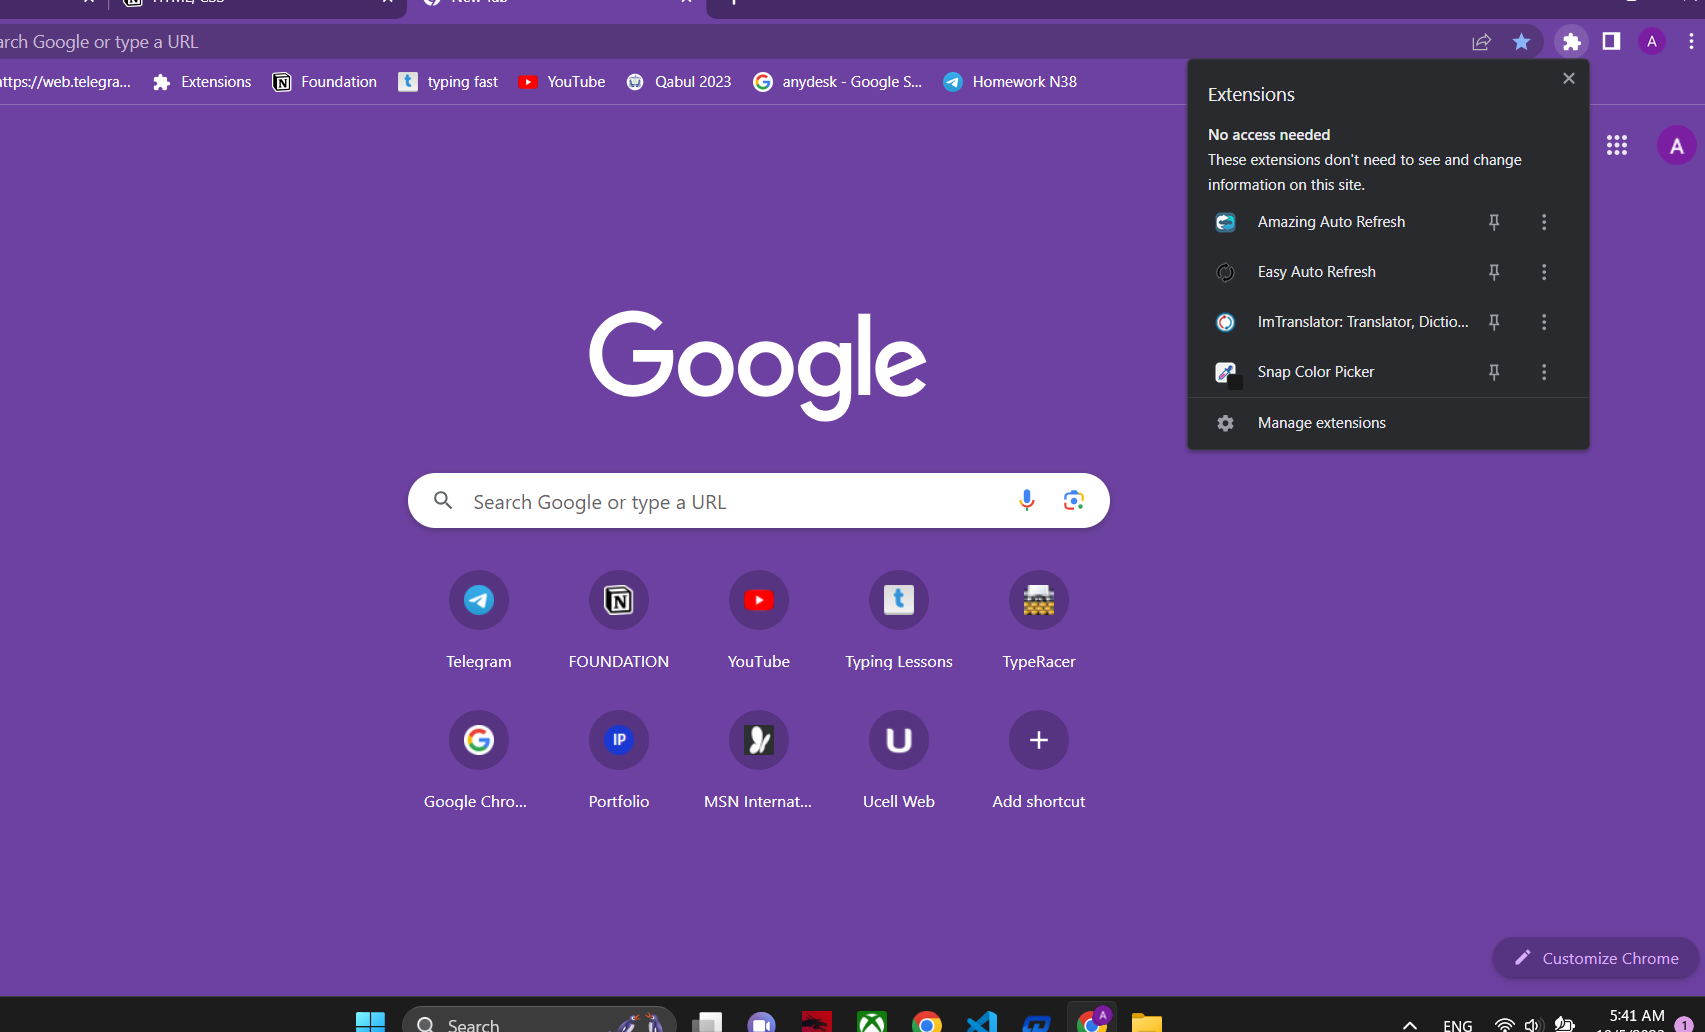 arch Google or type a URL
https://web.telegra...
Extensions
Foundation
typing fast
YouTube
Qabul 2023
anydesk - Google S...
Homework N38
Extensions
No access needed
These extensions don't need to see and change
information on this site.
Amazing Auto Refresh
Easy Auto Refresh
ImTranslator: Translator, Dictio...
Snap Color Picker
Manage extensions
A
A
Google
Search Google or type a URL
Telegram
FOUNDATION
YouTube
Typing Lessons
TypeRacer
IP
Google Chro...
Portfolio
MSN Internat...
Ucell Web
Add shortcut
Customize Chrome
Search
A
ENG
5:41 AM
1